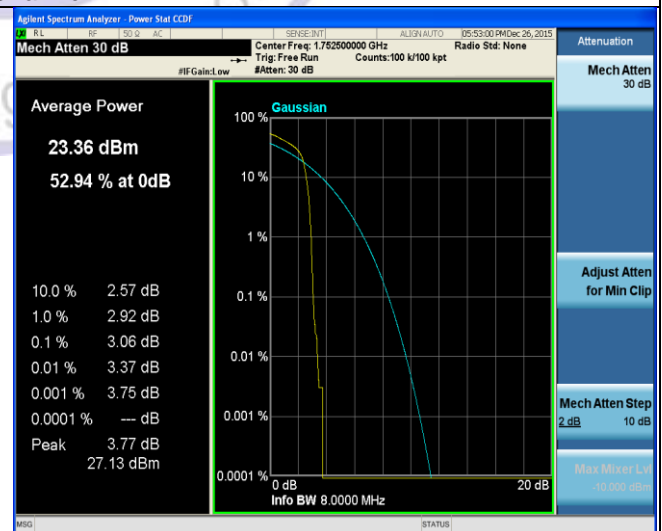 Agilent Spectrum Analyzer - Power Stat CCDF
LXI RL RF 50 Ω AC SENSE:INT ALIGN AUTO 05:53:00 PM Dec 26, 2015
Mech Atten 30 dB
Center Freq: 1.752500000 GHz Radio Std: None
Trig: Free Run Counts:100 k/100 kpt
#IFGain:Low #Atten: 30 dB
Average Power
23.36 dBm
52.94 % at 0dB
10.0 % 2.57 dB
1.0 % 2.92 dB
0.1 % 3.06 dB
0.01 % 3.37 dB
0.001 % 3.75 dB
0.0001 % --- dB
Peak 3.77 dB
27.13 dBm
Gaussian
100 %
10 %
1 %
0.1 %
0.01 %
0.001 %
0.0001 %
0 dB 20 dB
Info BW 8.0000 MHz
Attenuation
Mech Atten
30 dB
Adjust Atten
for Min Clip
Mech Atten Step
2 dB 10 dB
Max Mixer Lvl
-10.000 dBm
MSG STATUS